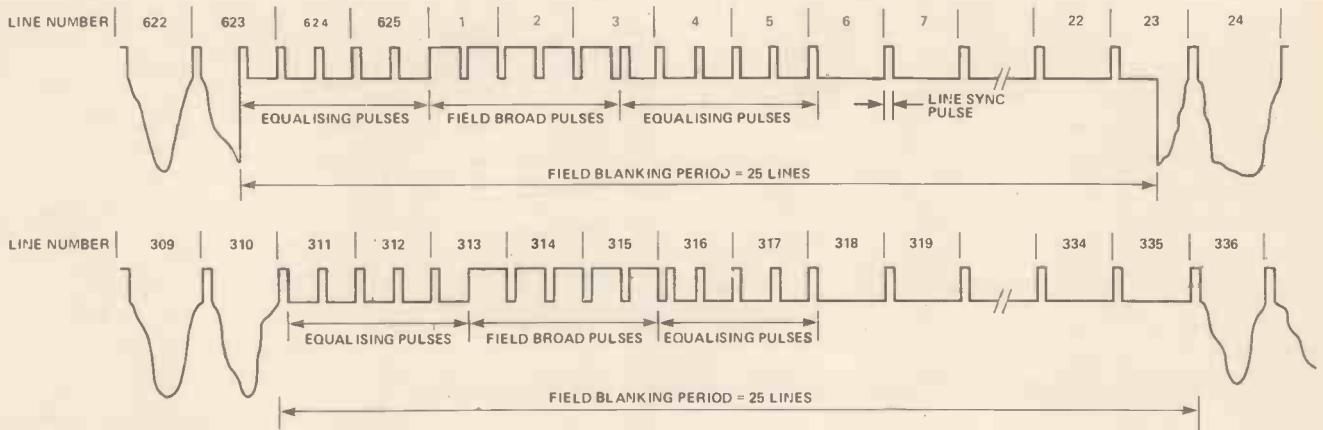 LINE NUMBER 622 623 624 625 1 2 3 4 5 6 7 22 23 24
EQUALISING PULSES FIELD BROAD PULSES EQUALISING PULSES LINE SYNC
PULSE
FIELD BLANKING PERIOD = 25 LINES
LINE NUMBER 309 310 311 312 313 314 315 316 317 318 319 334 335 336
EQUALISING PULSES FIELD BROAD PULSES EQUALISING PULSES
FIELD BLANKING PERIOD = 25 LINES